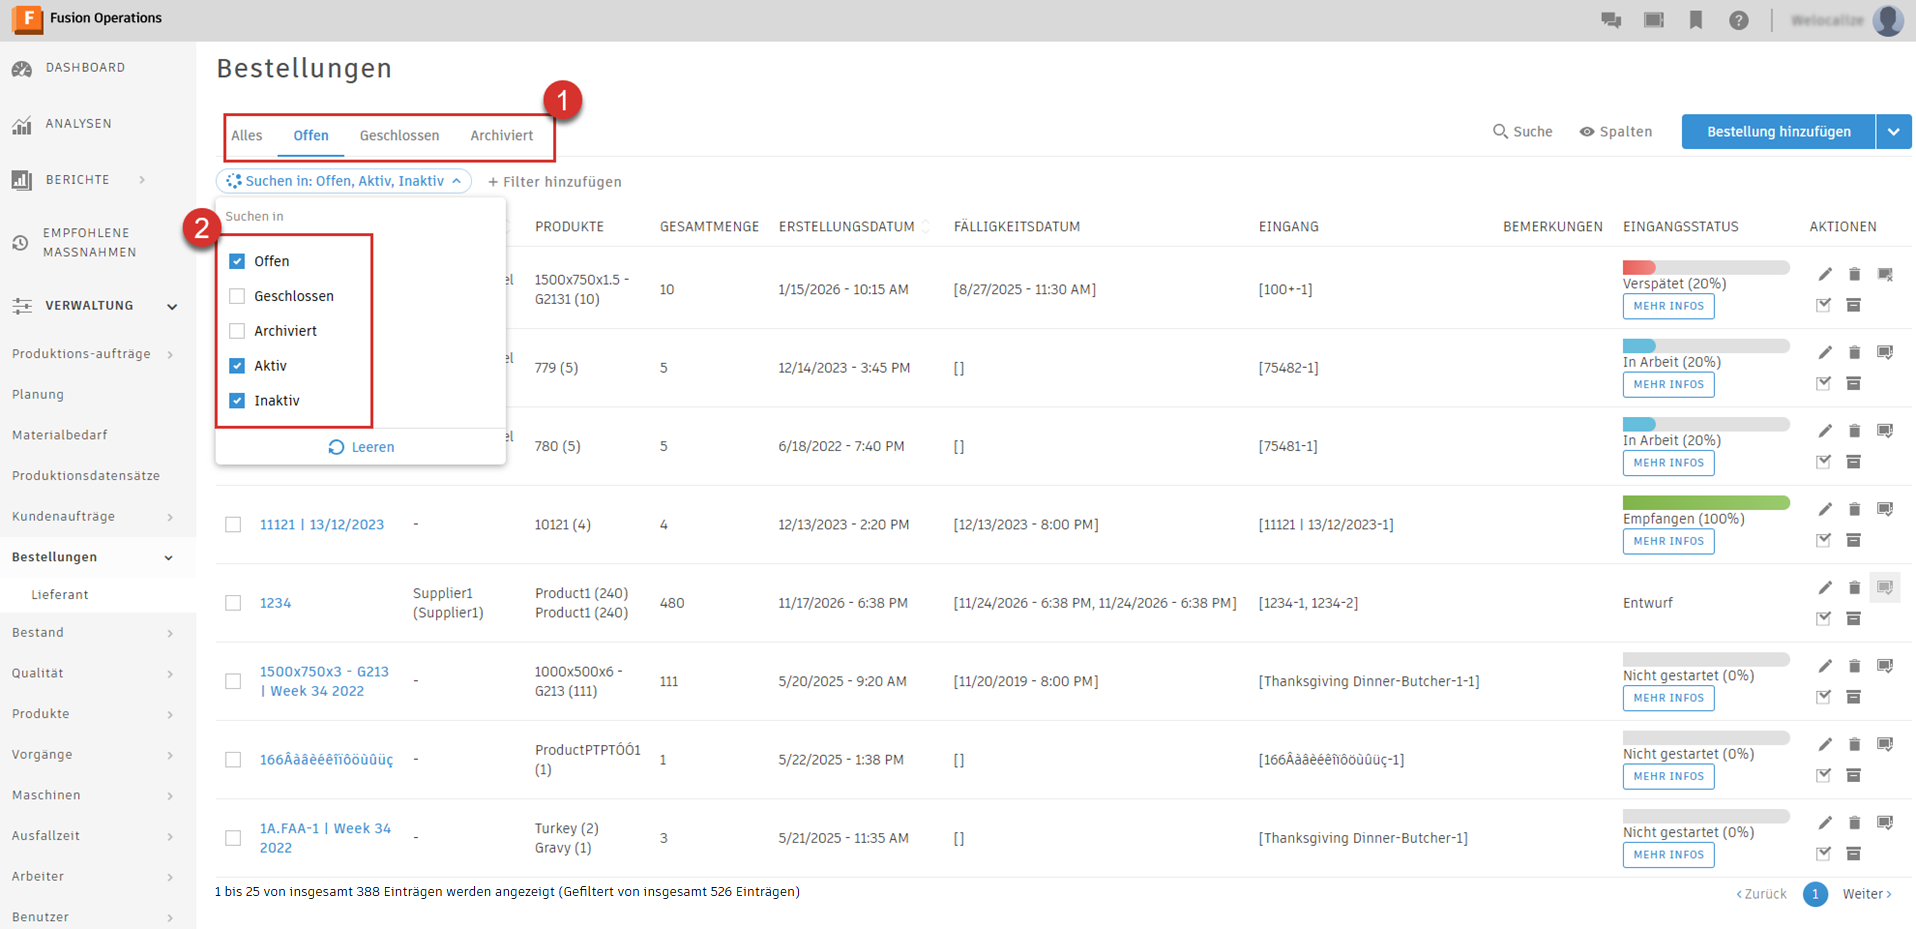 F Fusion Operations
Welocalize
DASHBOARD
ANALYSEN
BERICHTE
EMPFOHLENE
MASSNAHMEN
VERWALTUNG
Produktions-aufträge
Planung
Materialbedarf
Produktionsdatensätze
Kundenaufträge
Bestellungen
Lieferant
Bestand
Qualität
Produkte
Vorgänge
Maschinen
Ausfallzeit
Arbeiter
Benutzer
Bestellungen
1
Alles Offen Geschlossen Archiviert
Suche Spalten Bestellung hinzufügen
Suchen in: Offen, Aktiv, Inaktiv + Filter hinzufügen
2
Suchen in
Offen
Geschlossen
Archiviert
Aktiv
Inaktiv
Leeren
PRODUKTE GESAMTMENGE ERSTELLUNGSDATUM FÄLLIGKEITSDATUM EINGANG BEMERKUNGEN EINGANGSSTATUS AKTIONEN
el 1500x750x1.5 -
G2131 (10) 10 1/15/2026 - 10:15 AM [8/27/2025 - 11:30 AM] [100+-1] Verspätet (20%)
MEHR INFOS
el 779 (5) 5 12/14/2023 - 3:45 PM [] [75482-1] In Arbeit (20%)
MEHR INFOS
el 780 (5) 5 6/18/2022 - 7:40 PM [] [75481-1] In Arbeit (20%)
MEHR INFOS
11121 | 13/12/2023 - 10121 (4) 4 12/13/2023 - 2:20 PM [12/13/2023 - 8:00 PM] [11121 | 13/12/2023-1] Empfangen (100%)
MEHR INFOS
1234 Supplier1 Product1 (240) 480 11/17/2026 - 6:38 PM [11/24/2026 - 6:38 PM, 11/24/2026 - 6:38 PM] [1234-1, 1234-2] Entwurf
(Supplier1) Product1 (240)
1500x750x3 - G213 - 1000x500x6 - 111 5/20/2025 - 9:20 AM [11/20/2019 - 8:00 PM] [Thanksgiving Dinner-Butcher-1-1] Nicht gestartet (0%)
| Week 34 2022 G213 (111) MEHR INFOS
166Âàâèéêîïôöùûüç - ProductPTPTÓÓ1 1 5/22/2025 - 1:38 PM [] [166Âàâèéêîïôöùûüç-1] Nicht gestartet (0%)
(1) MEHR INFOS
1A.FAA-1 | Week 34 - Turkey (2) 3 5/21/2025 - 11:35 AM [] [Thanksgiving Dinner-Butcher-1] Nicht gestartet (0%)
2022 Gravy (1) MEHR INFOS
1 bis 25 von insgesamt 388 Einträgen werden angezeigt (Gefiltert von insgesamt 526 Einträgen)
‹ Zurück 1 Weiter ›